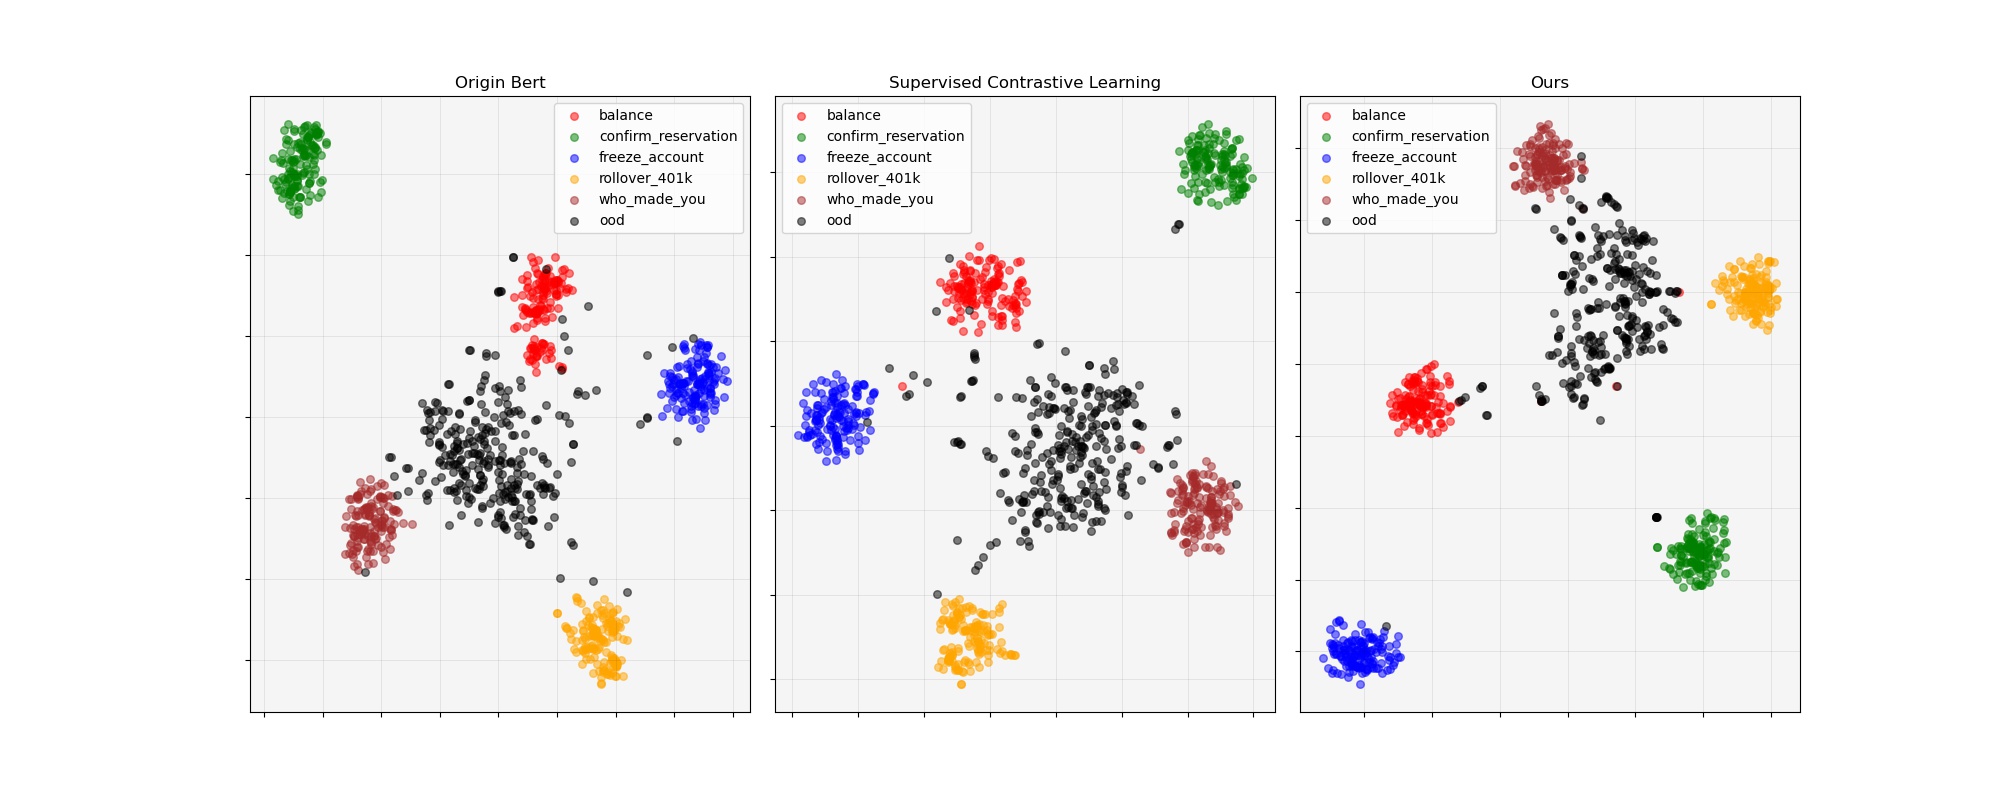 Origin Bert
balance
confirm_reservation
freeze_account
rollover_401k
who_made_you
ood
Supervised Contrastive Learning
balance
confirm_reservation
freeze_account
rollover_401k
who_made_you
ood
Ours
balance
confirm_reservation
freeze_account
rollover_401k
who_made_you
ood